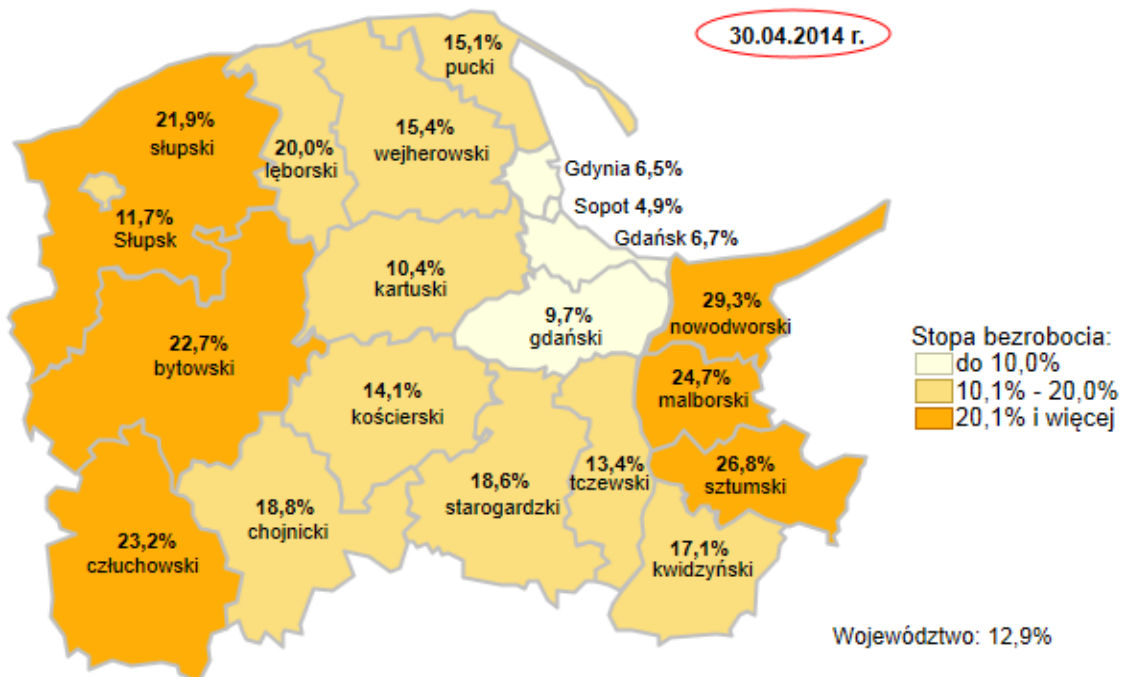 30.04.2014 r.
15,1%
pucki
21,9%
słupski
20,0%
lęborski
15,4%
wejherowski
Gdynia 6,5%
Sopot 4,9%
Gdańsk 6,7%
11,7%
Słupsk
10,4%
kartuski
9,7%
gdański
29,3%
nowodworski
22,7%
bytowski
14,1%
kościerski
24,7%
malborski
Stopa bezrobocia:
do 10,0%
10,1% - 20,0%
20,1% i więcej
18,8%
chojnicki
18,6%
starogardzki
13,4%
tczewski
26,8%
sztumski
23,2%
człuchowski
17,1%
kwidzyński
Województwo: 12,9%